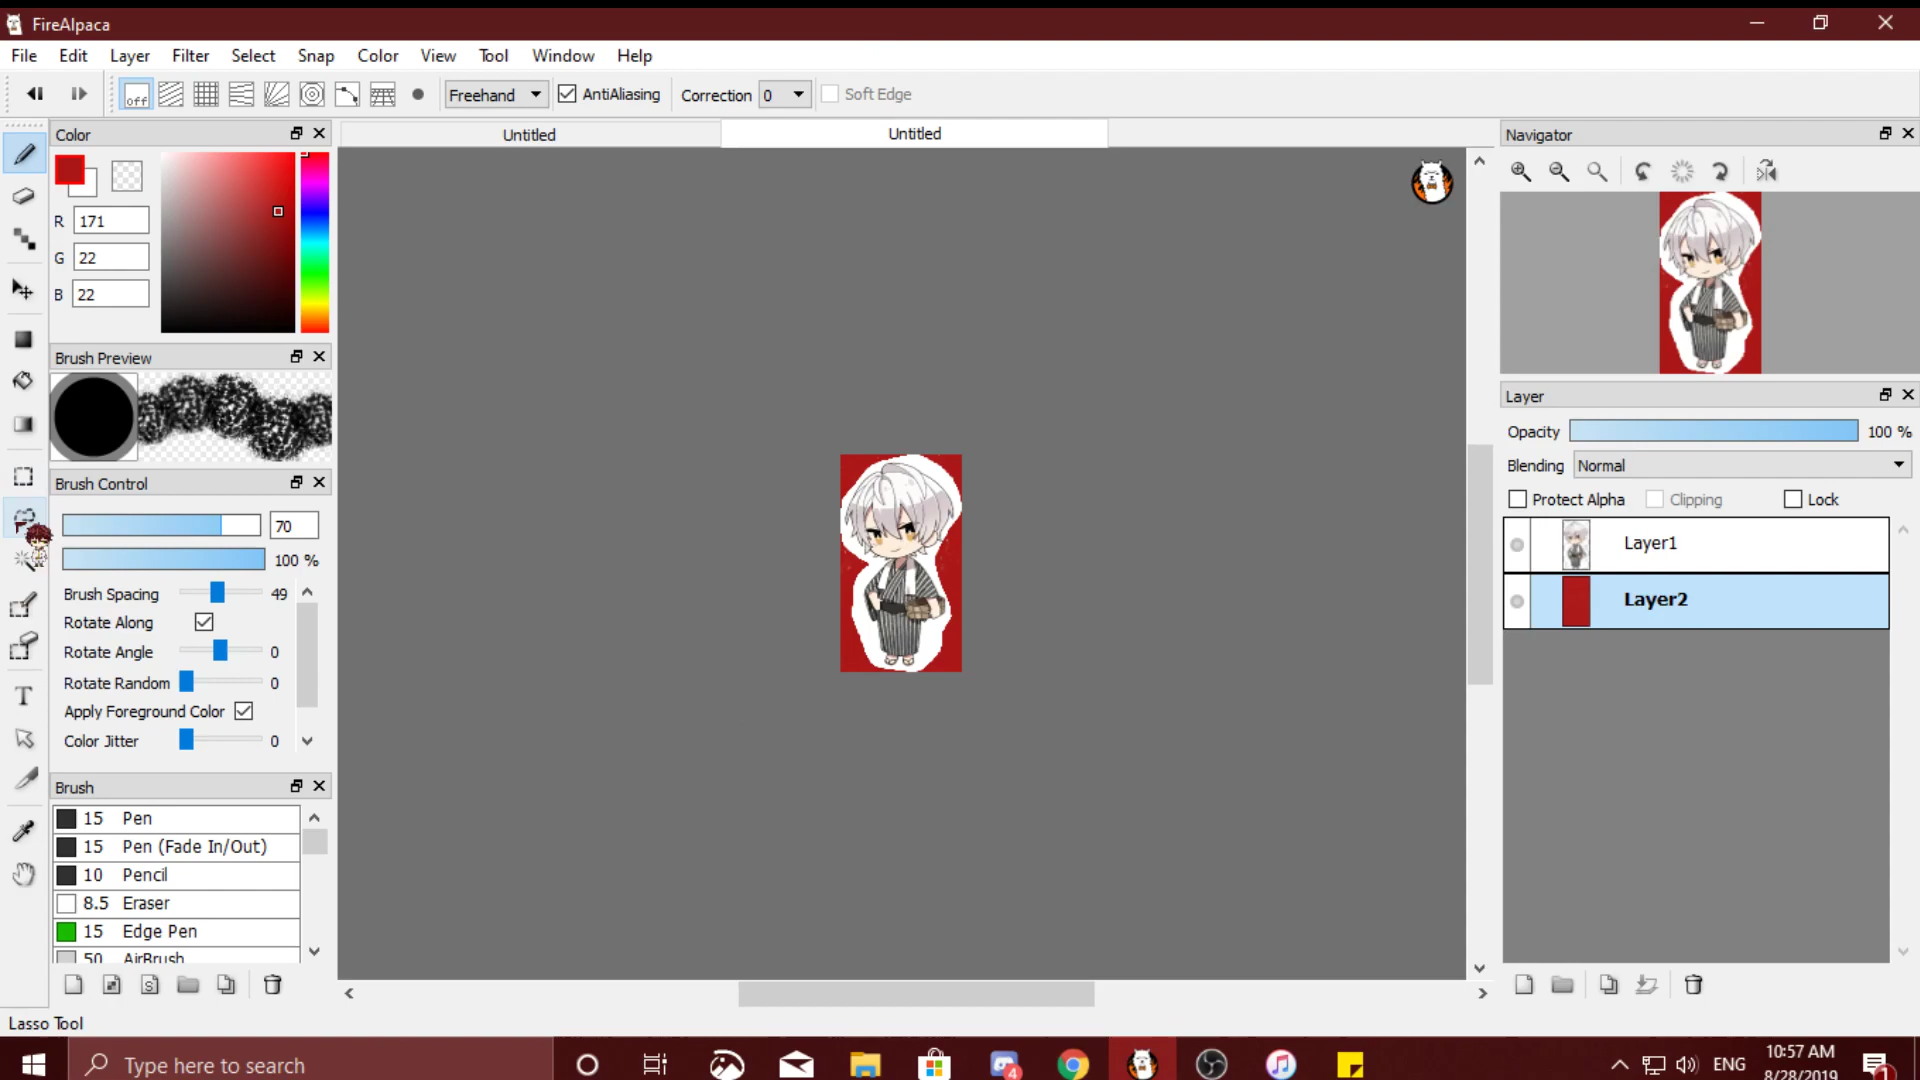 FireAlpaca
File Edit Layer Filter Select Snap Color View Tool Window Help
off Freehand AntiAliasing Correction 0 Soft Edge
Color
R 171
G 22
B 22
Brush Preview
Brush Control
70
100 %
Brush Spacing 49
Rotate Along
Rotate Angle 0
Rotate Random 0
Apply Foreground Color
Color Jitter 0
Brush
15 Pen
15 Pen (Fade In/Out)
10 Pencil
8.5 Eraser
15 Edge Pen
50 AirBrush
S
T
Untitled Untitled
Navigator
Layer
Opacity 100 %
Blending Normal
Protect Alpha Clipping Lock
Layer1
Layer2
Lasso Tool
Type here to search
4
ENG
10:57 AM
8/28/2019
1